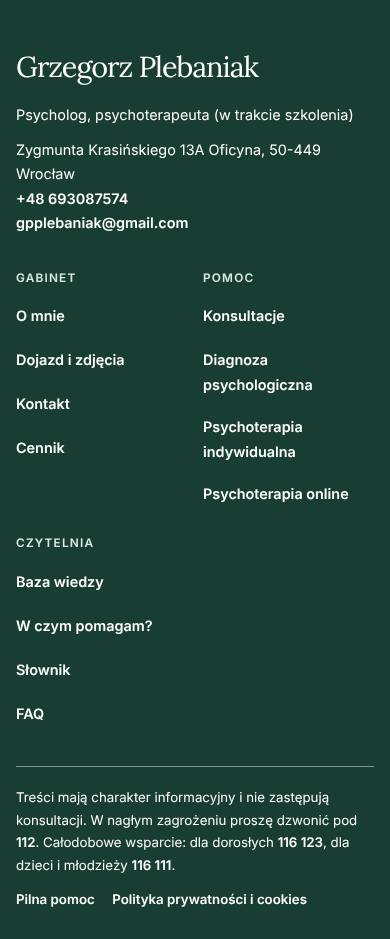 Grzegorz Plebaniak
Psycholog, psychoterapeuta (w trakcie szkolenia)
Zygmunta Krasińskiego 13A Oficyna, 50-449
Wrocław
+48 693087574
gpplebaniak@gmail.com
GABINET
O mnie
Dojazd i zdjęcia
Kontakt
Cennik
POMOC
Konsultacje
Diagnoza
psychologiczna
Psychoterapia
indywidualna
Psychoterapia online
CZYTELNIA
Baza wiedzy
W czym pomagam?
Słownik
FAQ
Treści mają charakter informacyjny i nie zastępują
konsultacji. W nagłym zagrożeniu proszę dzwonić pod
112. Całodobowe wsparcie: dla dorosłych 116 123, dla
dzieci i młodzieży 116 111.
Pilna pomoc Polityka prywatności i cookies